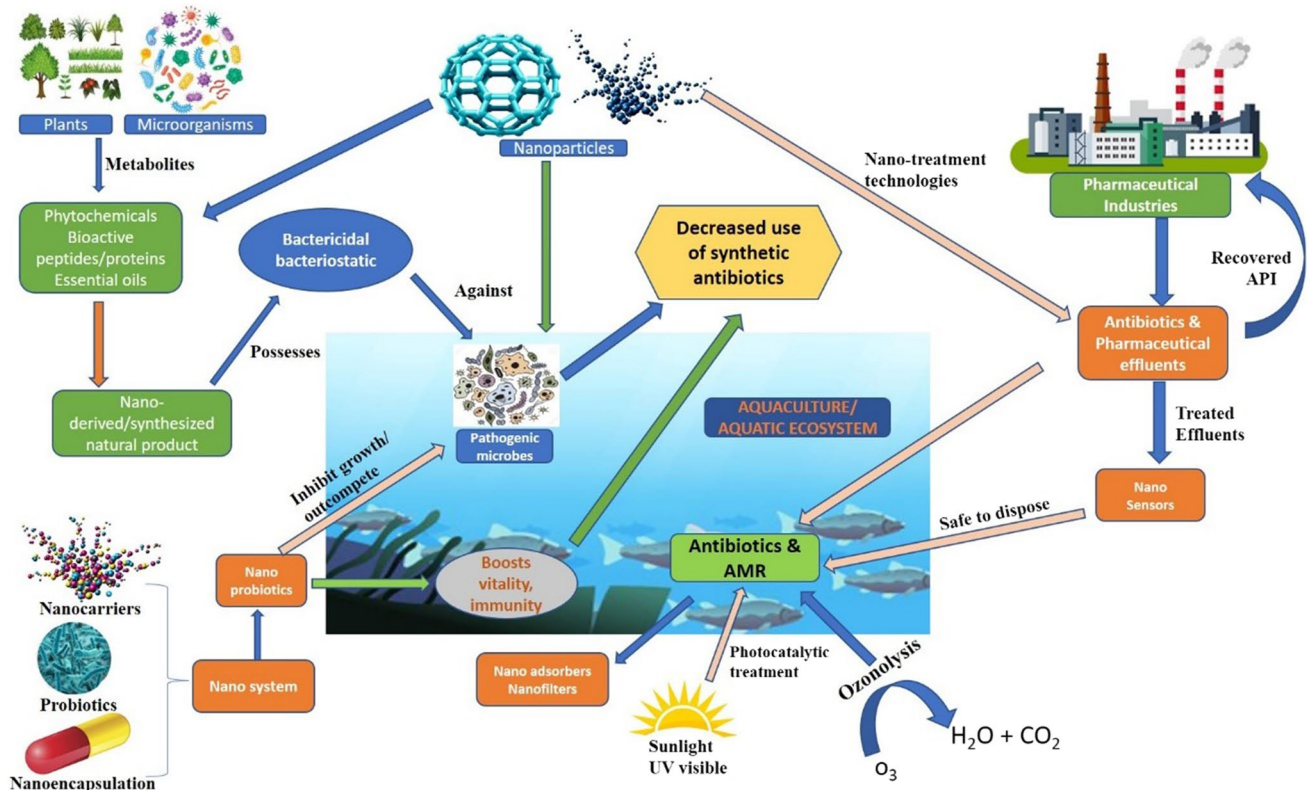 Plants
Microorganisms
Metabolites
Phytochemicals
Bioactive
peptides/proteins
Essential oils
Nano-
derived/synthesized
natural product
Possesses
Bactericidal
bacteriostatic
Against
Nanoparticles
Nano-treatment
technologies
Decreased use
of synthetic
antibiotics
Pharmaceutical
Industries
Recovered
API
Antibiotics &
Pharmaceutical
effluents
Treated
Effluents
Nano
Sensors
Safe to dispose
AQUACULTURE/
AQUATIC ECOSYSTEM
Pathogenic
microbes
Inhibit growth/
outcompete
Nano
probiotics
Boosts
vitality,
immunity
Antibiotics &
AMR
Nanocarriers
Probiotics
Nanoencapsulation
Nano system
Nano adsorbers
Nanofilters
Photocatalytic
treatment
Sunlight
UV visible
Ozonolysis
O₃
H₂O + CO₂